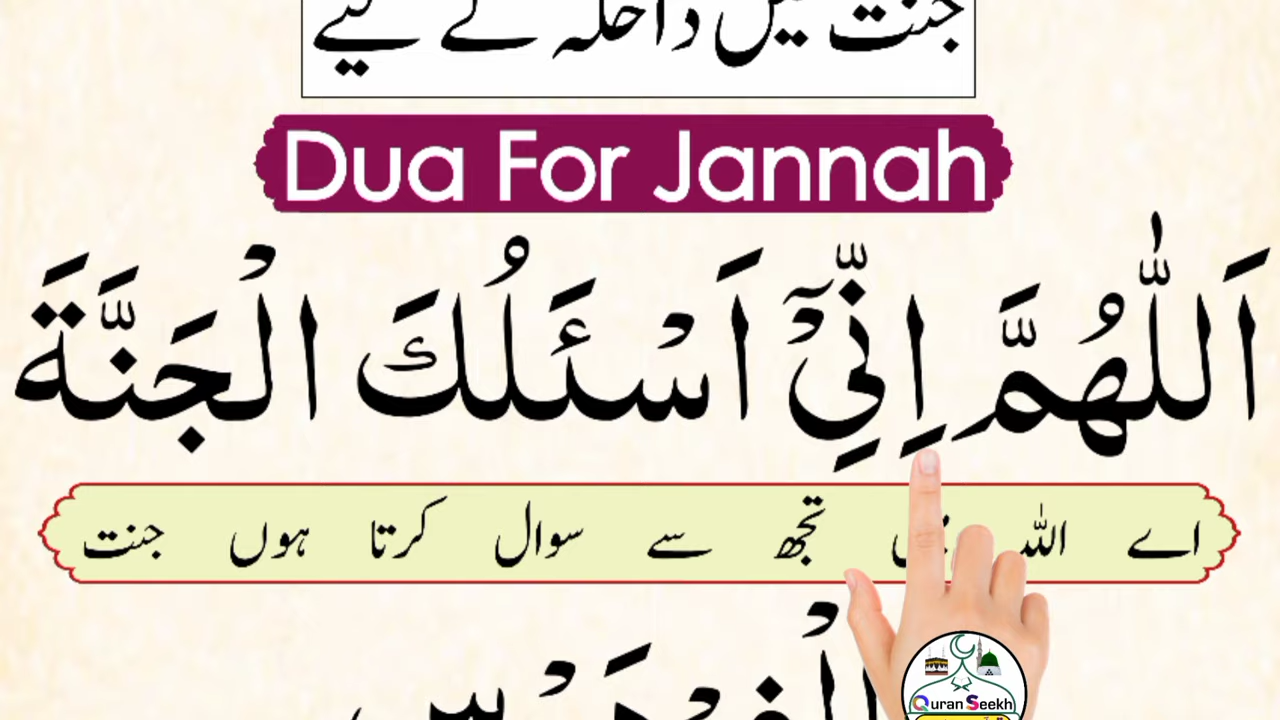 جنت میں داخلہ کے لیے
Dua For Jannah
اَللّٰهُمَّ اِنِّيْٓ اَسْئَلُكَ الْجَنَّةَ
اے اللہ تجھ سے سوال کرتا ہوں جنت
Quran Seekh